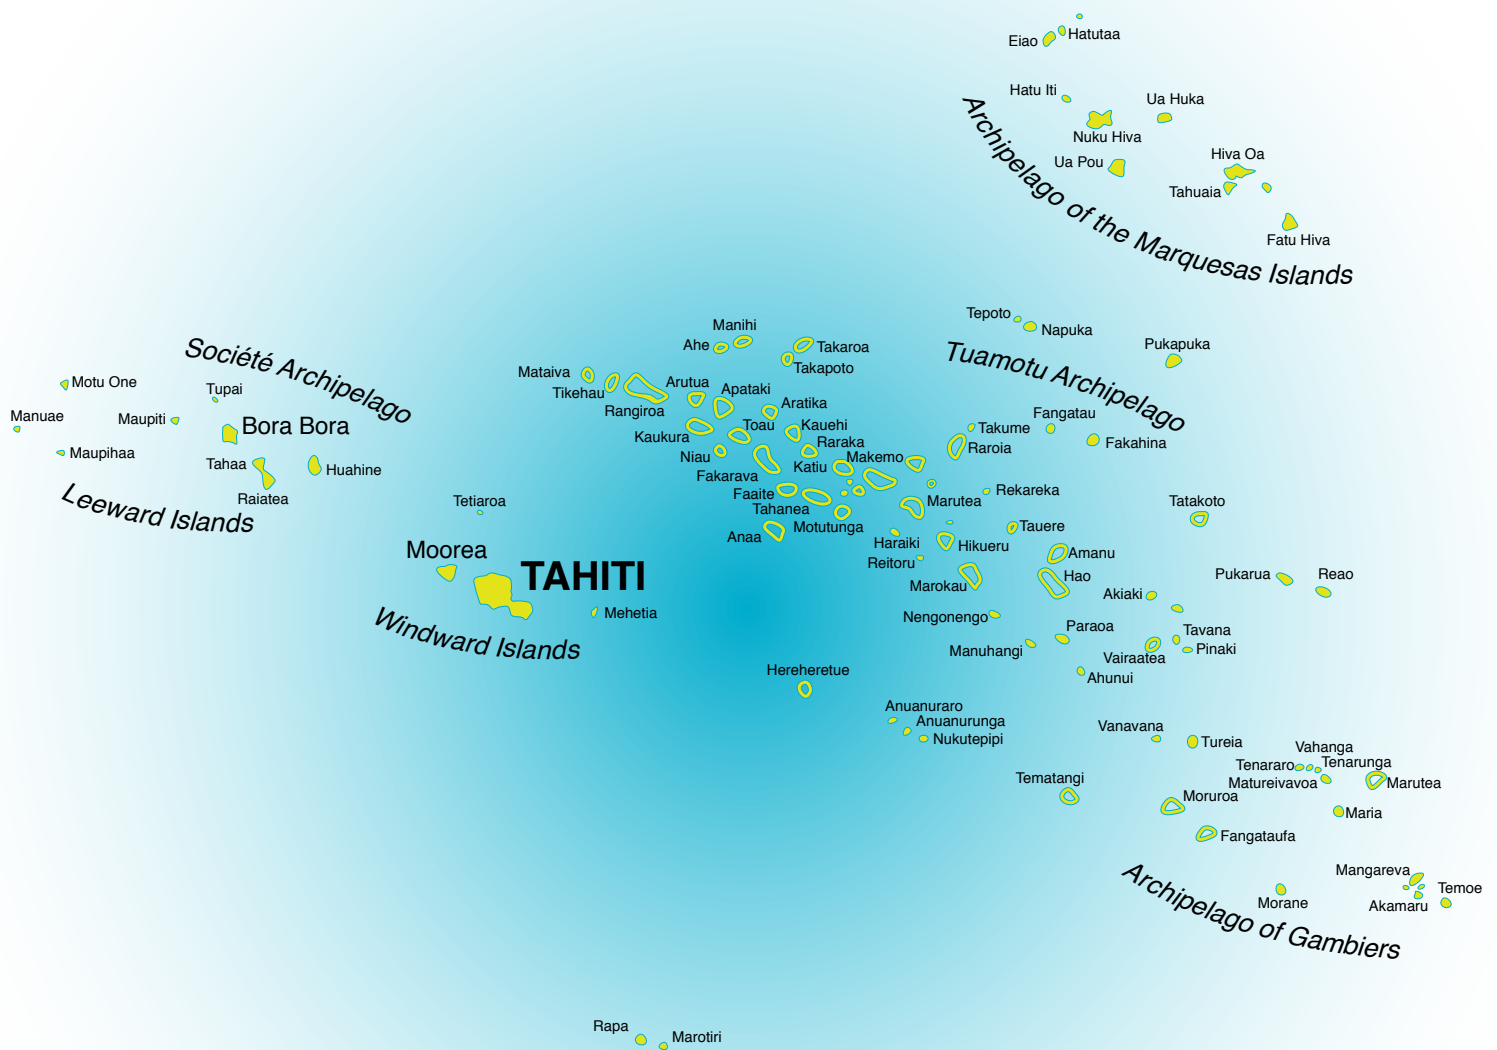 Eiao
Hatutaa
Hatu Iti
Ua Huka
Nuku Hiva
Ua Pou
Hiva Oa
Tahuaia
Fatu Hiva
Archipelago of the Marquesas Islands
Tepoto
Napuka
Pukapuka
Tuamotu Archipelago
Manihi
Ahe
Takaroa
Takapoto
Mataiva
Tikehau
Rangiroa
Arutua
Apataki
Aratika
Kaukura
Toau
Kauehi
Niau
Raraka
Fakarava
Katiu
Makemo
Faaite
Tahanea
Motutunga
Anaa
Takume
Raroia
Fangatau
Fakahina
Marutea
Rekareka
Tatakoto
Tauere
Haraiki
Hikueru
Reitoru
Amanu
Marokau
Hao
Pukarua
Reao
Akiaki
Nengonengo
Paraoa
Tavana
Manuhangi
Vairaatea
Pinaki
Ahunui
Société Archipelago
Motu One
Tupai
Manuae
Maupiti
Bora Bora
Maupihaa
Tahaa
Huahine
Raiatea
Leeward Islands
Tetiaroa
Moorea
TAHITI
Mehetia
Windward Islands
Hereheretue
Anuanuraro
Anuanurunga
Nukutepipi
Vanavana
Tureia
Vahanga
Tenararo
Tenarunga
Matureivavoa
Marutea
Tematangi
Moruroa
Maria
Fangataufa
Mangareva
Temoe
Morane
Akamaru
Archipelago of Gambiers
Rapa
Marotiri